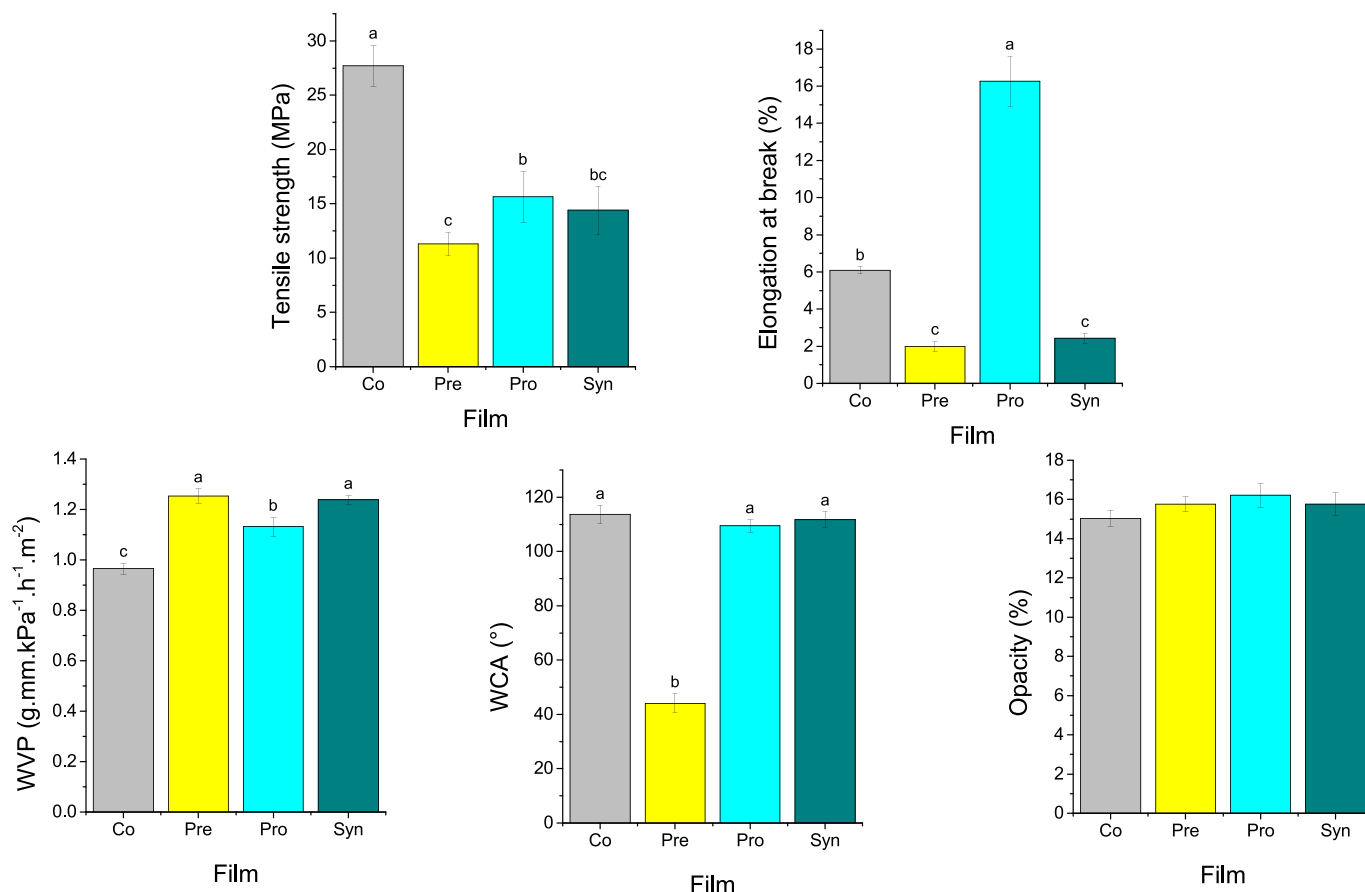 Tensile strength (MPa)
30
25
20
15
10
5
0
a
c
b
bc
Co Pre Pro Syn
Film
Elongation at break (%)
18
16
14
12
10
8
6
4
2
0
b
c
a
c
Co Pre Pro Syn
Film
WVP (g.mm.kPa⁻¹.h⁻¹.m⁻²)
1.4
1.2
1.0
0.8
0.6
0.4
0.2
0.0
c
a
b
a
Co Pre Pro Syn
Film
WCA (°)
120
100
80
60
40
20
0
a
b
a
a
Co Pre Pro Syn
Film
Opacity (%)
18
16
14
12
10
8
6
4
2
0
Co Pre Pro Syn
Film